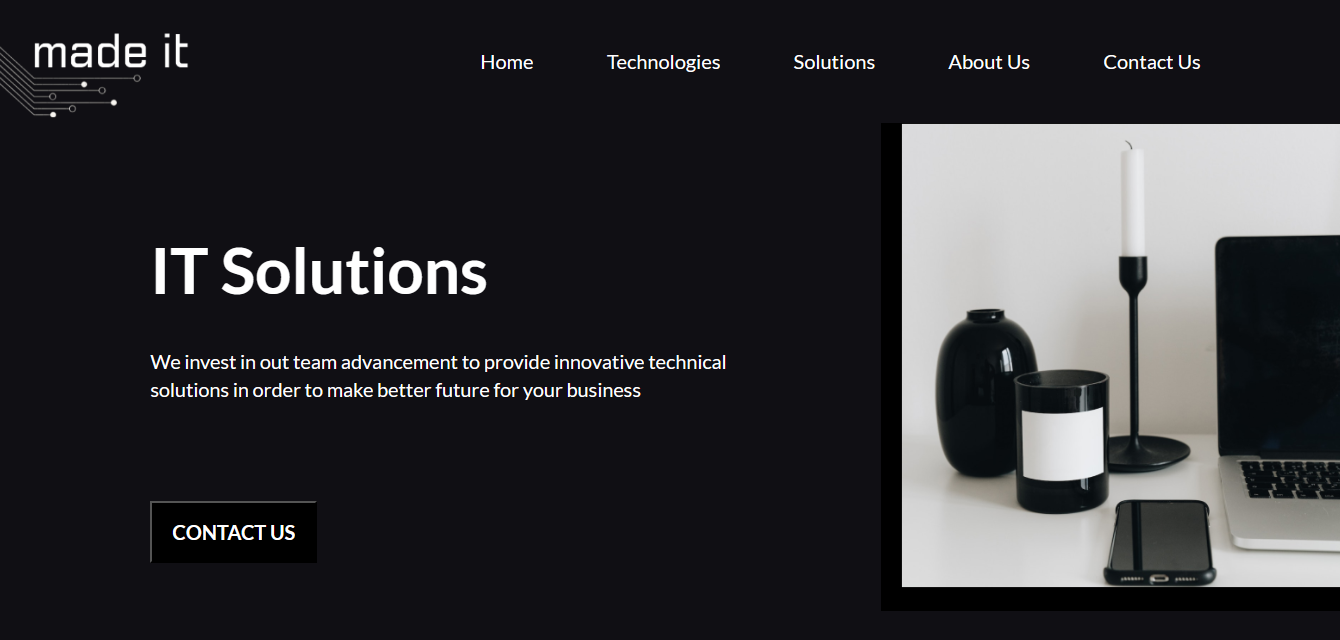 made it
Home Technologies Solutions About Us Contact Us
IT Solutions
We invest in out team advancement to provide innovative technical
solutions in order to make better future for your business
CONTACT US